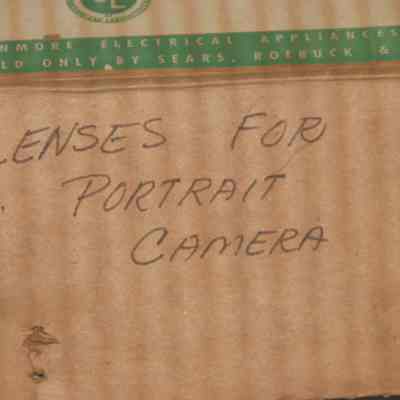 NMORE ELECTRICAL APPLIANCES
LD ONLY BY SEARS, ROEBUCK &
LENSES FOR
PORTRAIT
CAMERA